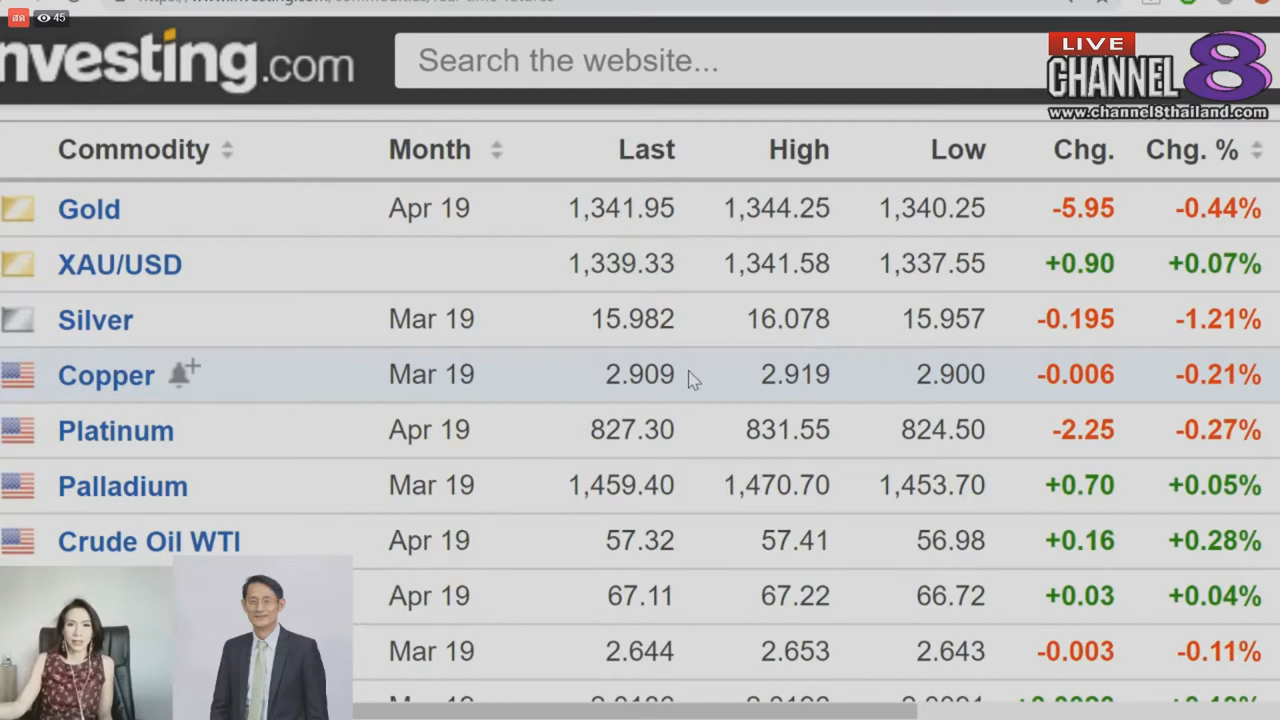 สด 45
nvesting.com
Search the website...
LIVE
CHANNEL 8
www.channel8thailand.com
Commodity Month Last High Low Chg. Chg. %
Gold Apr 19 1,341.95 1,344.25 1,340.25 -5.95 -0.44%
XAU/USD 1,339.33 1,341.58 1,337.55 +0.90 +0.07%
Silver Mar 19 15.982 16.078 15.957 -0.195 -1.21%
Copper Mar 19 2.909 2.919 2.900 -0.006 -0.21%
Platinum Apr 19 827.30 831.55 824.50 -2.25 -0.27%
Palladium Mar 19 1,459.40 1,470.70 1,453.70 +0.70 +0.05%
Crude Oil WTI Apr 19 57.32 57.41 56.98 +0.16 +0.28%
Apr 19 67.11 67.22 66.72 +0.03 +0.04%
Mar 19 2.644 2.653 2.643 -0.003 -0.11%